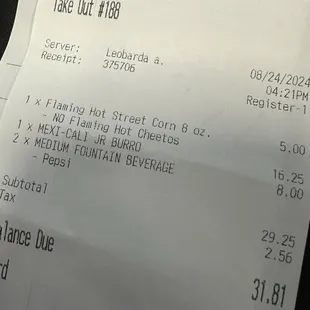 Take Out #188
Server: Leobarda a. 08/24/2024
Receipt: 375706 04:21PM
Register-1
1 x Flaming Hot Street Corn 8 oz. 5.00
- NO Flaming Hot Cheetos
1 x MEXI-CALI JR BURRO 16.25
2 x MEDIUM FOUNTAIN BEVERAGE 8.00
- Pepsi
Subtotal 29.25
Tax 2.56
alance Due 31.81
rd